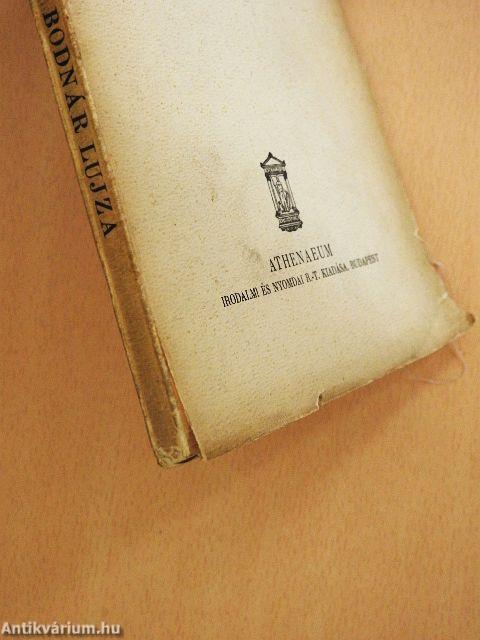 BODNÁR LUJZA
ATHENAEUM
IRODALMI ÉS NYOMDAI R.-T. KIADÁSA, BUDAPEST
Antikvárium.hu